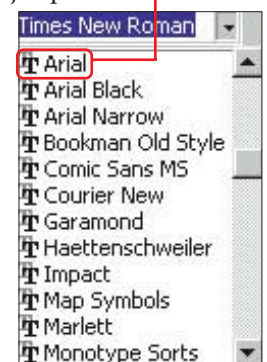 Times New Roman
Arial
Arial Black
Arial Narrow
Bookman Old Style
Comic Sans MS
Courier New
Garamond
Haettenschweiler
Impact
Map Symbols
Marlett
Monotype Sorts